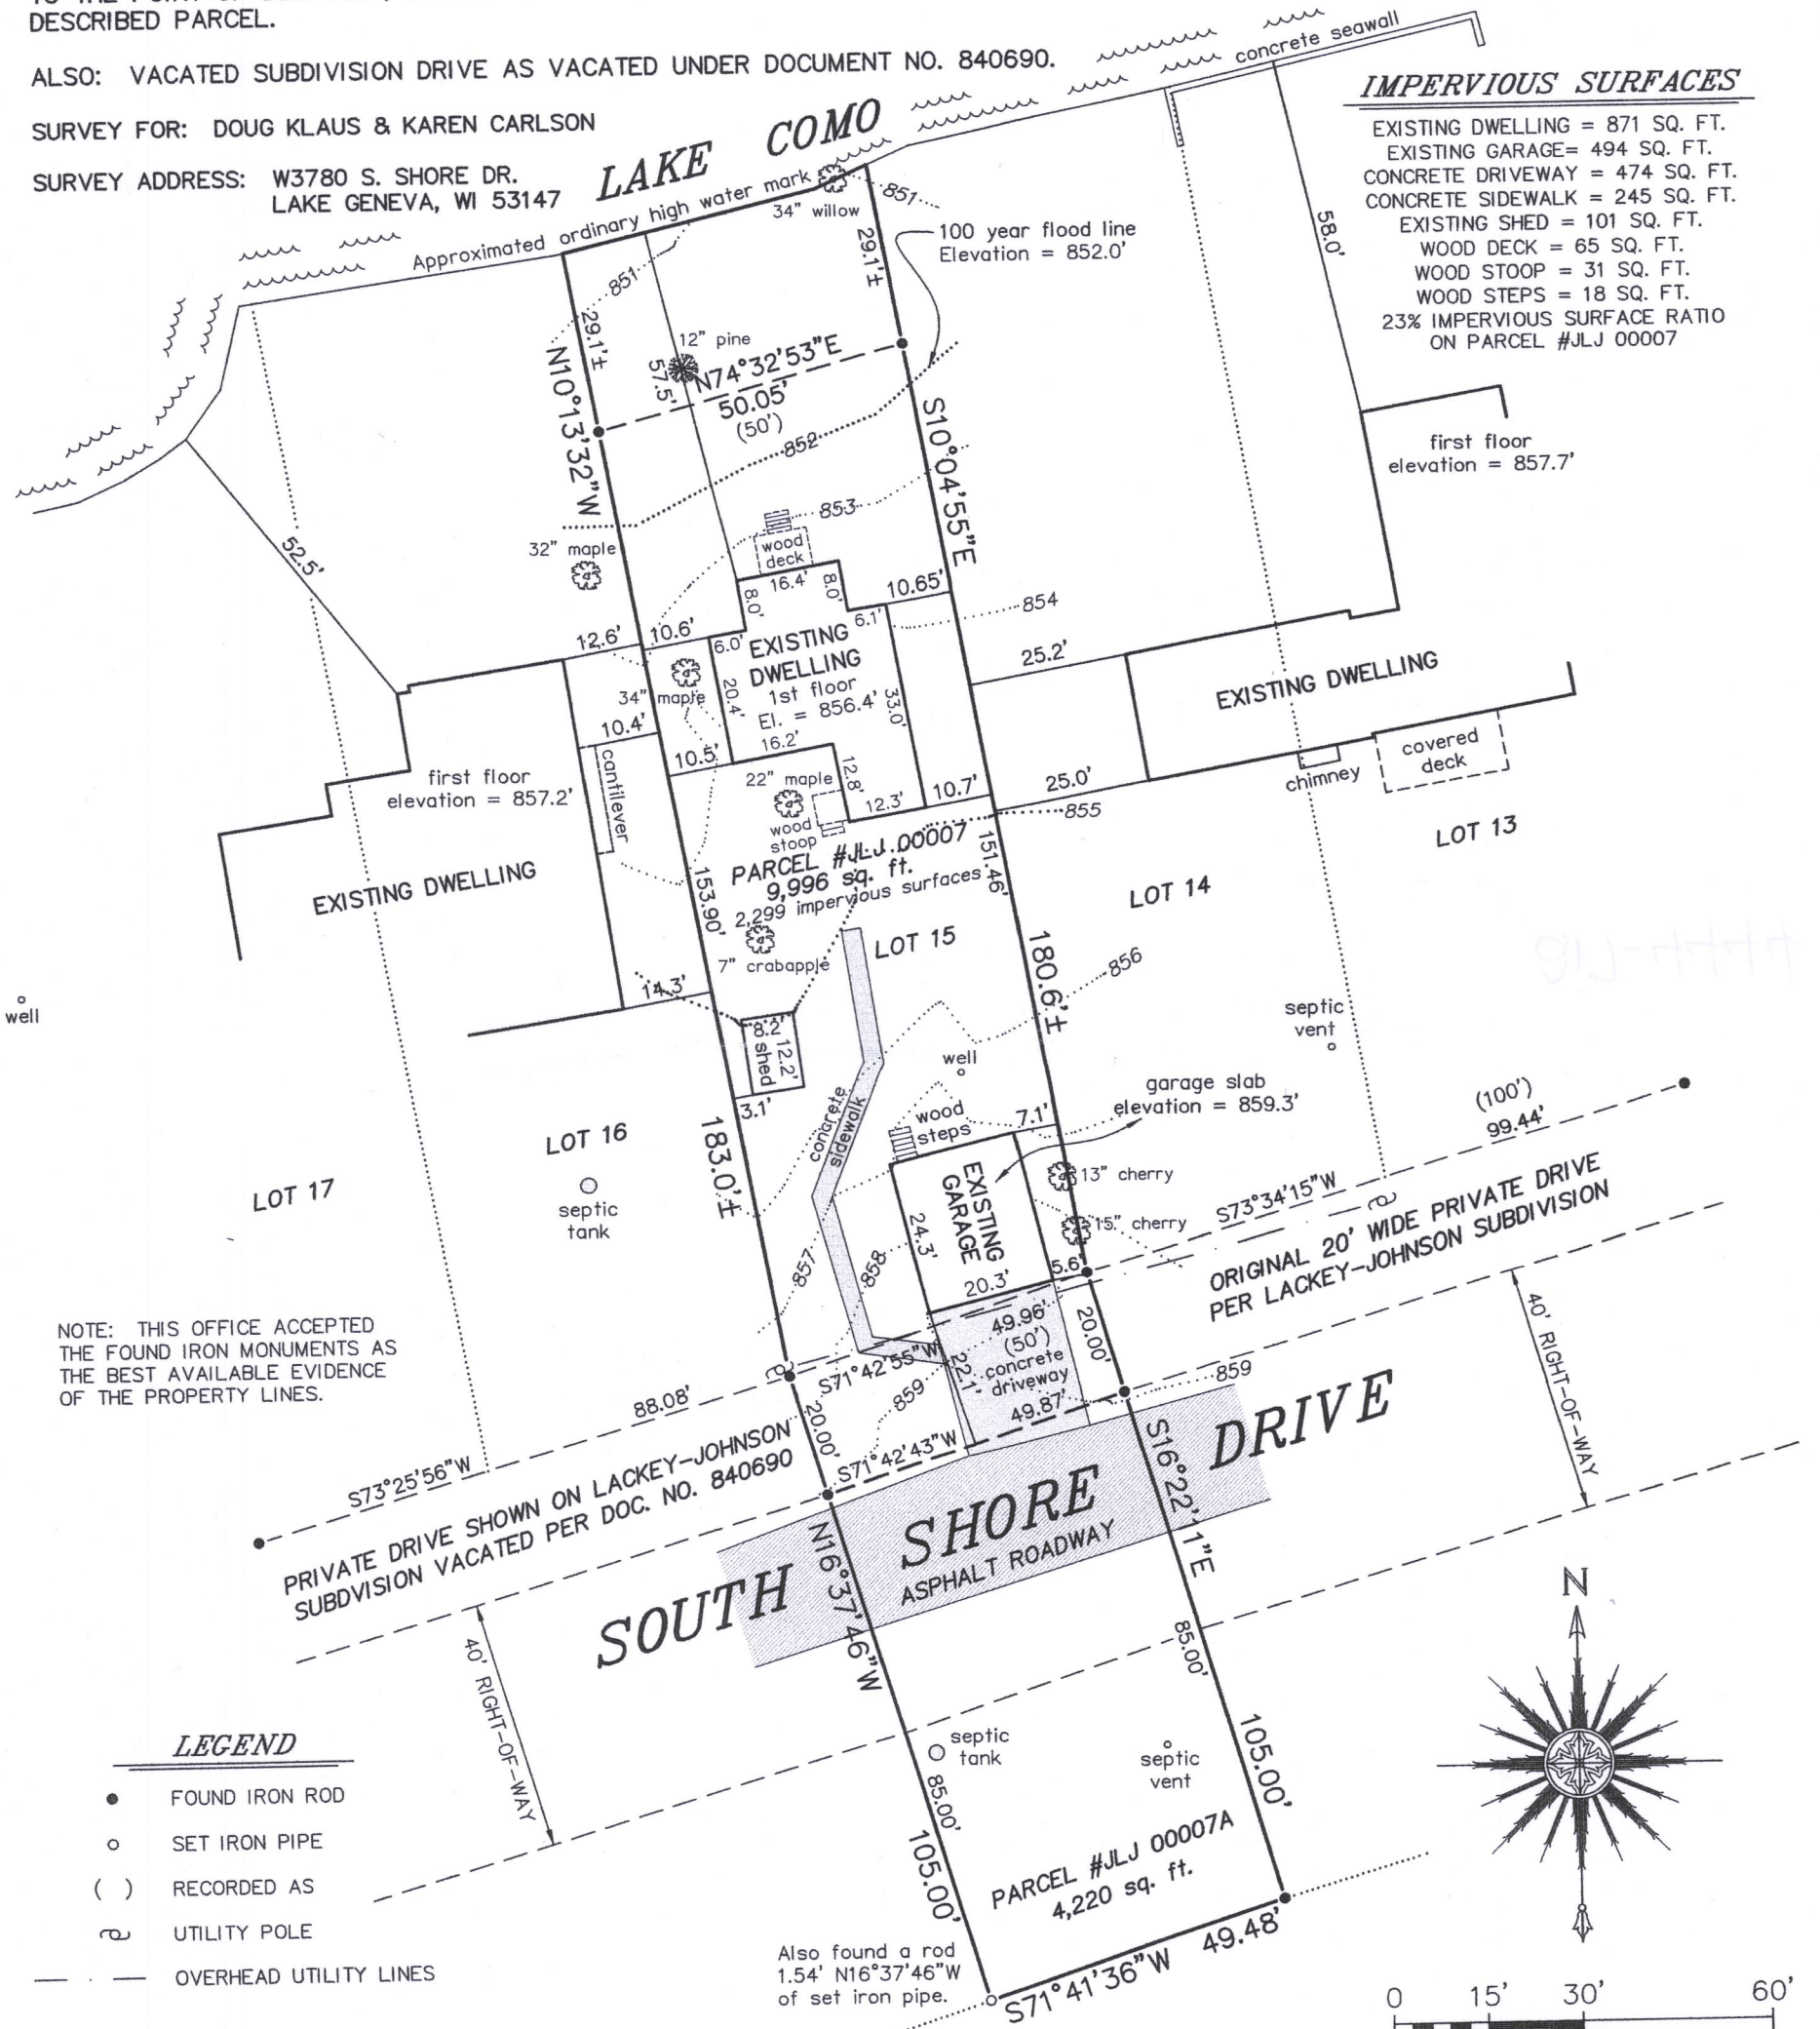 DESCRIBED PARCEL.
ALSO: VACATED SUBDIVISION DRIVE AS VACATED UNDER DOCUMENT NO. 840690.
SURVEY FOR: DOUG KLAUS & KAREN CARLSON
SURVEY ADDRESS: W3780 S. SHORE DR.
LAKE GENEVA, WI 53147
LAKE COMO
concrete seawall
IMPERVIOUS SURFACES
EXISTING DWELLING = 871 SQ. FT.
EXISTING GARAGE= 494 SQ. FT.
CONCRETE DRIVEWAY = 474 SQ. FT.
CONCRETE SIDEWALK = 245 SQ. FT.
EXISTING SHED = 101 SQ. FT.
WOOD DECK = 65 SQ. FT.
WOOD STOOP = 31 SQ. FT.
WOOD STEPS = 18 SQ. FT.
23% IMPERVIOUS SURFACE RATIO
ON PARCEL #JLJ 00007
Approximated ordinary high water mark
34" willow
851
100 year flood line
Elevation = 852.0'
58.0'
29.1'±
851
29.1'±
12" pine
57.5'
N74°32'53"E
50.05'
(50')
N10°13'32"W
S10°04'55"E
852
853
first floor
elevation = 857.7'
52.5'
32" maple
wood
deck
16.4'
8.0'
8.0'
10.65'
854
12.6'
10.6'
6.0'
6.1'
EXISTING
DWELLING
1st floor
El. = 856.4'
20.4'
33.0'
25.2'
EXISTING DWELLING
34" maple
10.4'
10.5'
16.2'
cantilever
first floor
elevation = 857.2'
22" maple
12.8'
12.3'
10.7'
25.0'
855
chimney
covered
deck
LOT 13
wood
stoop
EXISTING DWELLING
153.90'
151.46'
PARCEL #JLJ 00007
9,996 sq. ft.
2,299 impervious surfaces
LOT 14
LOT 15
7" crabapple
180.6'±
856
well
14.3'
8.2'
12.2'
shed
3.1'
septic
vent
well
garage slab
elevation = 859.3'
(100')
99.44'
concrete
sidewalk
wood
steps
7.1'
183.0'±
LOT 16
LOT 17
septic
tank
EXISTING
GARAGE
13" cherry
15" cherry
S73°34'15"W
24.3'
20.3'
5.6'
857
858
ORIGINAL 20' WIDE PRIVATE DRIVE
PER LACKEY-JOHNSON SUBDIVISION
NOTE: THIS OFFICE ACCEPTED
THE FOUND IRON MONUMENTS AS
THE BEST AVAILABLE EVIDENCE
OF THE PROPERTY LINES.
49.96'
(50')
concrete
driveway
22.1'
20.00'
S71°42'55"W
859
859
49.87'
88.08'
20.00'
S71°42'43"W
S73°25'56"W
PRIVATE DRIVE SHOWN ON LACKEY-JOHNSON
SUBDVISION VACATED PER DOC. NO. 840690
40' RIGHT-OF-WAY
SOUTH SHORE DRIVE
ASPHALT ROADWAY
N16°37'46"W
S16°22'11"E
40' RIGHT-OF-WAY
85.00'
85.00'
105.00'
105.00'
septic
tank
septic
vent
PARCEL #JLJ 00007A
4,220 sq. ft.
N
LEGEND
FOUND IRON ROD
SET IRON PIPE
( ) RECORDED AS
UTILITY POLE
OVERHEAD UTILITY LINES
Also found a rod
1.54' N16°37'46"W
of set iron pipe.
S71°41'36"W 49.48'
0 15' 30' 60'